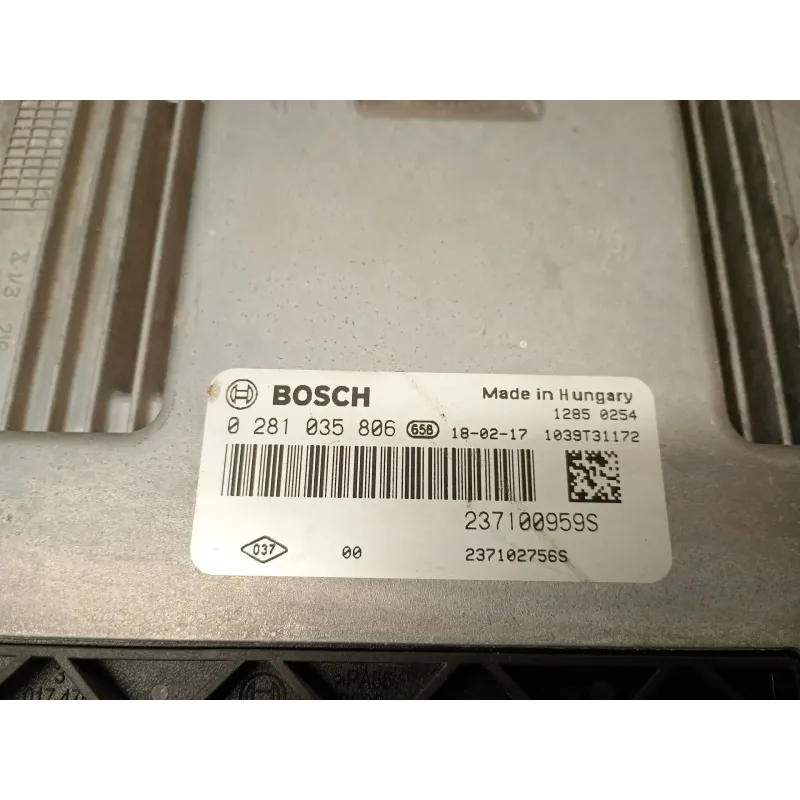 BOSCH Made in Hungary
1285 0254
0 281 035 806 658 18-02-17 1039T31172
237100959S
037 00 237102756S
>PA66